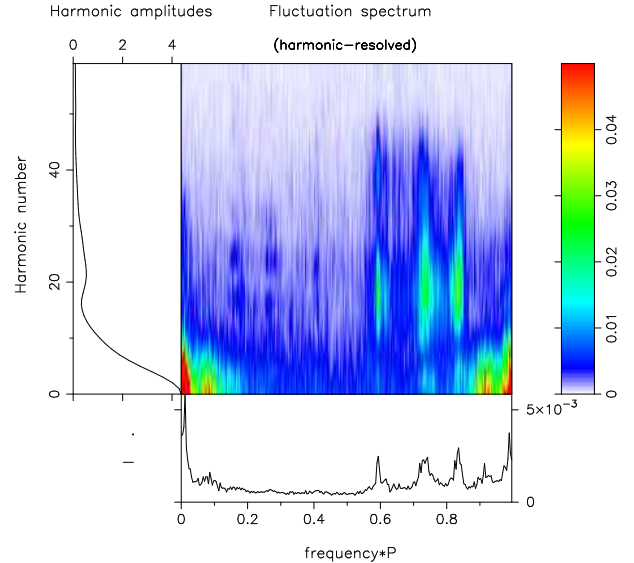 Harmonic amplitudes Fluctuation spectrum
0 2 4 (harmonic-resolved)
Harmonic number
0 20 40
0 0.01 0.02 0.03 0.04
5×10⁻³
0
0 0.2 0.4 0.6 0.8
frequency*P